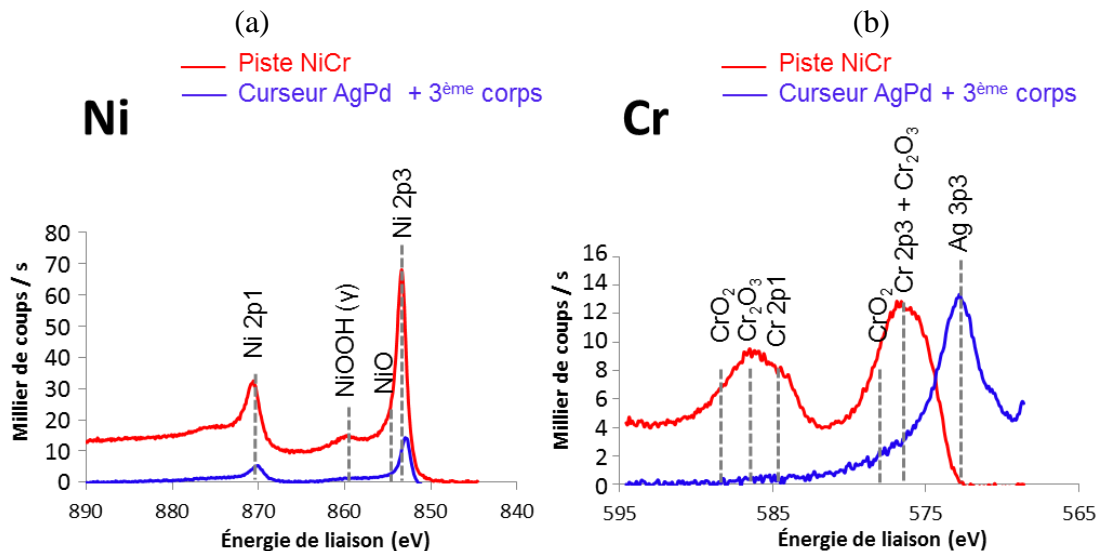 (a)
Piste NiCr
Curseur AgPd + 3ème corps
Ni
Ni 2p1
NiOOH (γ)
NiO
Ni 2p3
Millier de coups / s
80
70
60
50
40
30
20
10
0
890 880 870 860 850 840
Énergie de liaison (eV)
(b)
Piste NiCr
Curseur AgPd + 3ème corps
Cr
CrO2
Cr2O3
Cr 2p1
CrO2
Cr 2p3 + Cr2O3
Ag 3p3
Millier de coups / s
16
14
12
10
8
6
4
2
0
595 585 575 565
Énergie de liaison (eV)